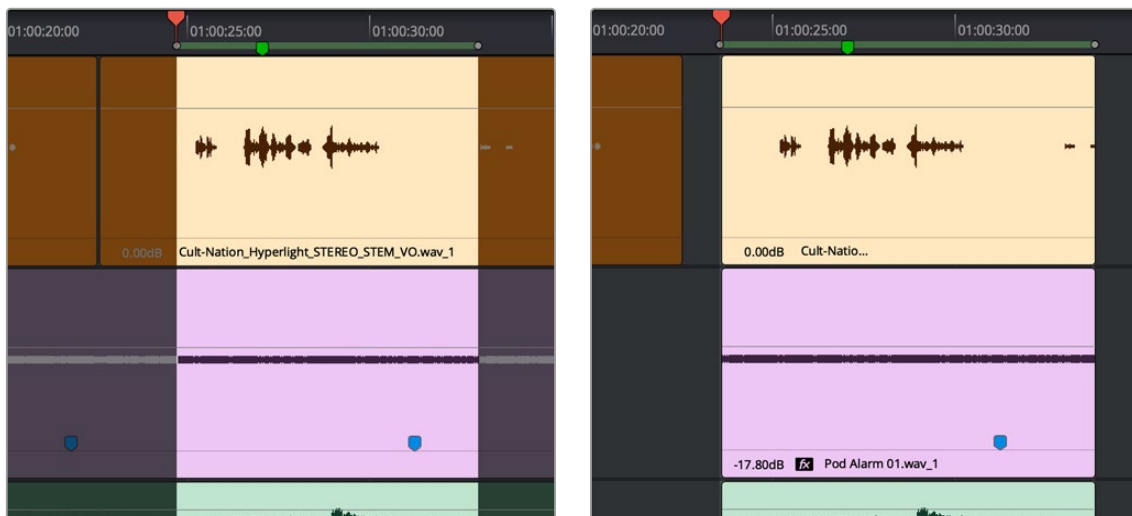 01:00:20:00 01:00:25:00 01:00:30:00
0.00dB Cult-Nation_Hyperlight_STEREO_STEM_VO.wav_1
01:00:20:00 01:00:25:00 01:00:30:00
0.00dB Cult-Natio...
-17.80dB fx Pod Alarm 01.wav_1